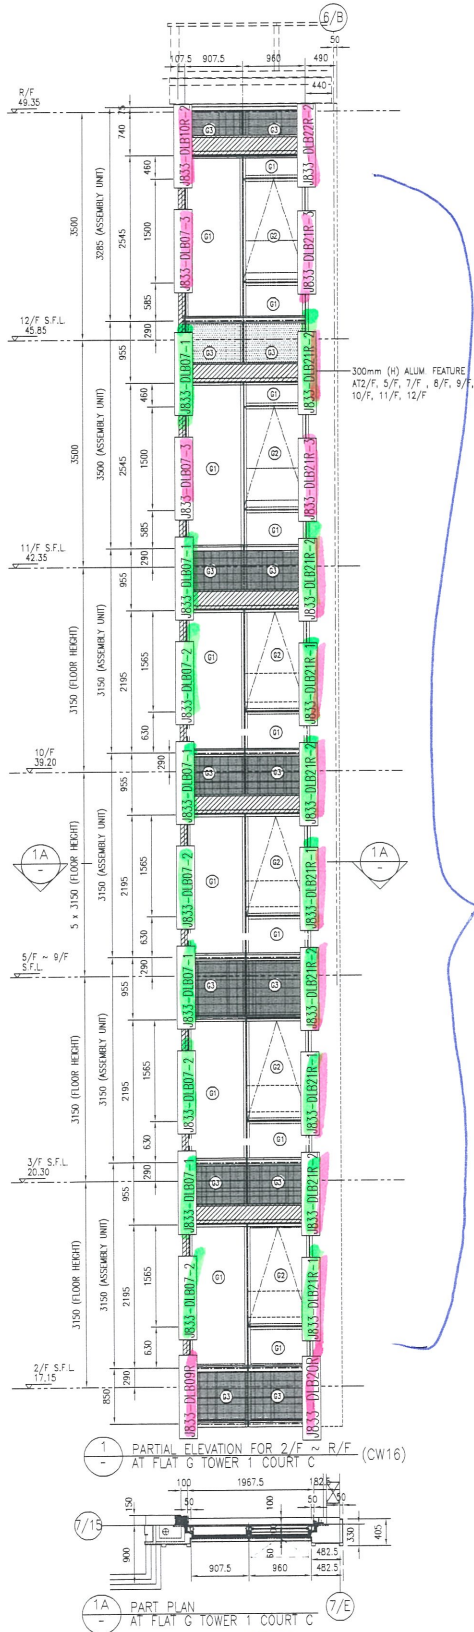 6/B
50
107.5 907.5 960 490
440
R/F
49.35
75
740
3500
3285 (ASSEMBLY UNIT)
2545
460
1500
585
J833-DLB10R-2
J833-DLB22R-2
G3 G3
G1
G1
G2
G1
J833-DLB07-3
J833-DLB21R-3
12/F S.F.L.
45.85
290
955
J833-DLB07-1
J833-DLB21R-2
G3 G3
300mm (H) ALUM FEATURE
AT2/F, 5/F, 7/F , 8/F, 9/F,
10/F, 11/F, 12/F
3500
3500 (ASSEMBLY UNIT)
2545
460
1500
585
G1
G1
G2
G1
J833-DLB07-3
J833-DLB21R-3
11/F S.F.L.
42.35
290
955
J833-DLB07-1
J833-DLB21R-2
G3 G3
3150 (FLOOR HEIGHT)
3150 (ASSEMBLY UNIT)
2195
1565
630
G1
G2
G1
J833-DLB07-2
J833-DLB21R-1
10/F
39.20
290
955
J833-DLB07-1
J833-DLB21R-2
G3 G3
1A
-
1A
-
5 x 3150 (FLOOR HEIGHT)
3150 (ASSEMBLY UNIT)
2195
1565
630
G1
G2
G1
J833-DLB07-2
J833-DLB21R-1
5/F ~ 9/F
S.F.L.
290
955
J833-DLB07-1
J833-DLB21R-2
G3 G3
3150 (FLOOR HEIGHT)
3150 (ASSEMBLY UNIT)
2195
1565
630
G1
G2
G1
J833-DLB07-2
J833-DLB21R-1
3/F S.F.L.
20.30
290
955
J833-DLB07-1
J833-DLB21R-2
G3 G3
3150 (FLOOR HEIGHT)
3150 (ASSEMBLY UNIT)
2195
1565
630
G1
G2
G1
J833-DLB07-2
J833-DLB21R-1
2/F S.F.L.
17.15
290
850
J833-DLB09R
J833-DLB20R
G3 G3
1
-
PARTIAL ELEVATION FOR 2/F ~ R/F (CW16)
AT FLAT G TOWER 1 COURT C
100 1967.5 182.5
50 100 50 50
150
7/15
900
60
330
405
482.5
907.5 960 482.5
1A
-
PART PLAN
AT FLAT G TOWER 1 COURT C
7/E